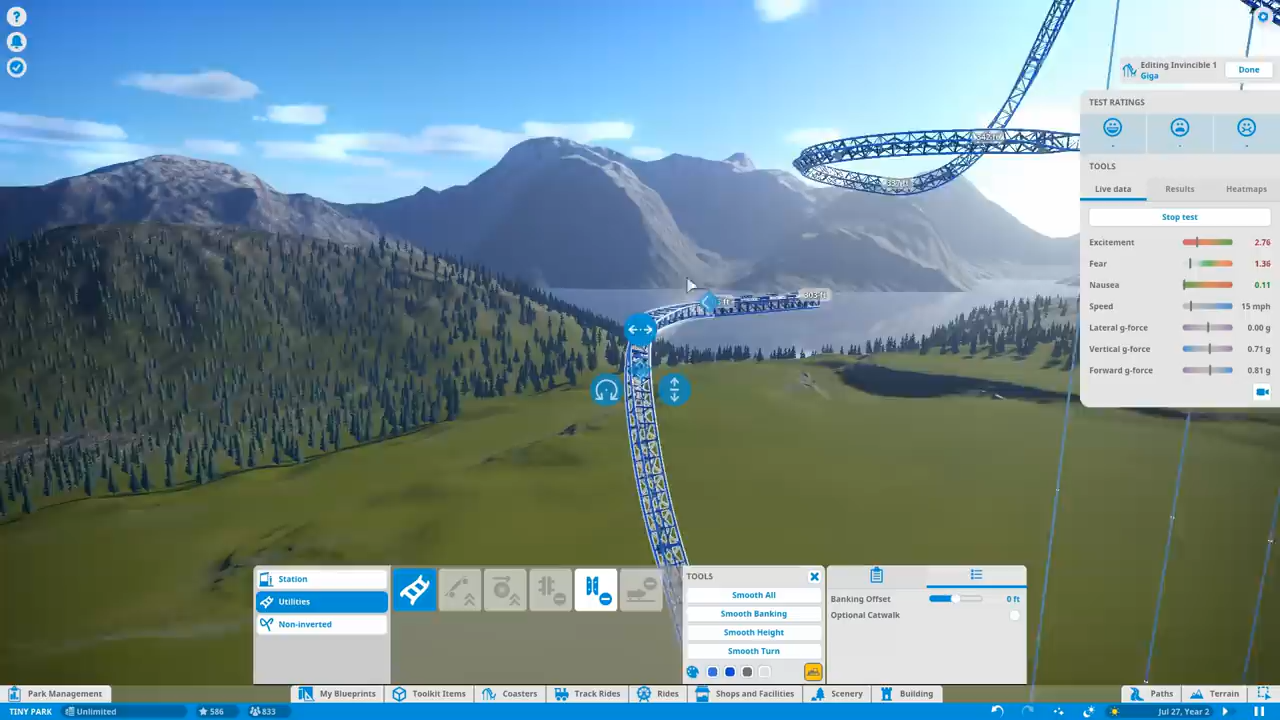 Editing Invincible 1
Giga
Done
TEST RATINGS
- - -
TOOLS
Live data Results Heatmaps
Stop test
Excitement 2.76
Fear 1.36
Nausea 0.11
Speed 15 mph
Lateral g-force 0.00 g
Vertical g-force 0.71 g
Forward g-force 0.81 g
Station
Utilities
Non-inverted
TOOLS
Smooth All
Smooth Banking
Smooth Height
Smooth Turn
Banking Offset 0 ft
Optional Catwalk
Park Management My Blueprints Toolkit Items Coasters Track Rides Rides Shops and Facilities Scenery Building Paths Terrain
TINY PARK Unlimited 586 833 Jul 27, Year 2